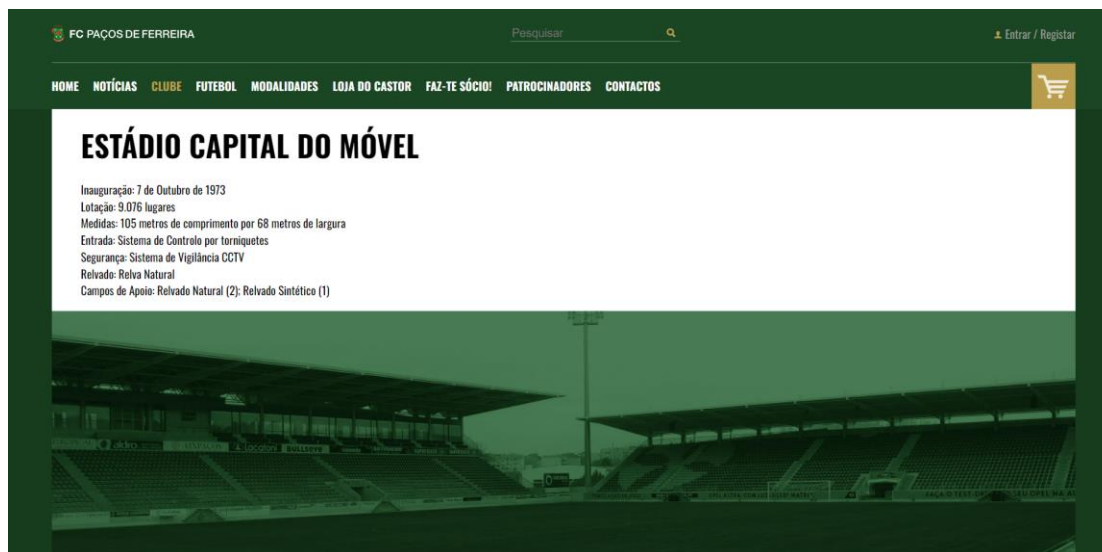 FC PAÇOS DE FERREIRA
Pesquisar
Entrar / Registar
HOME NOTÍCIAS CLUBE FUTEBOL MODALIDADES LOJA DO CASTOR FAZ-TE SÓCIO! PATROCINADORES CONTACTOS
ESTÁDIO CAPITAL DO MÓVEL
Inauguração: 7 de Outubro de 1973
Lotação: 9.076 lugares
Medidas: 105 metros de comprimento por 68 metros de largura
Entrada: Sistema de Controlo por torniquetes
Segurança: Sistema de Vigilância CCTV
Relvado: Relva Natural
Campos de Apoio: Relvado Natural (2); Relvado Sintético (1)
aldro